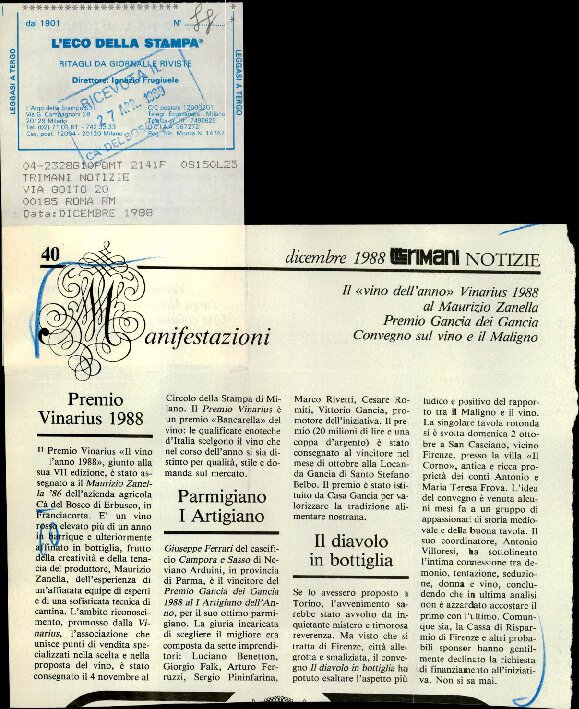 dal 1901
N°
L'ECO DELLA STAMPA
RITAGLI DA GIORNALI E RIVISTE
Direttore: Ignazio Frugiuele
LEGGASI A TERGO
LEGGASI A TERGO
RICEVUTA IL
27 APR. 1989
CA' DEL BOSCO
L'Argo della Stampa
Via G. Compagnoni 28
20129 Milano
C/C postale 12600201
TRIMANI NOTIZIE
VIA GOITO 20
00185 ROMA RM
Data:DICEMBRE 1988
40
dicembre 1988 TRIMANI NOTIZIE
Manifestazioni
Il «vino dell'anno» Vinarius 1988
al Maurizio Zanella
Premio Gancia dei Gancia
Convegno sul vino e il Maligno
Premio
Vinarius 1988
Il Premio Vinarius «Il vino
l'anno 1988», giunto alla
sua VII edizione, è stato as-
segnato a il Maurizio Zanel-
la '86 dell'azienda agricola
Cà del Bosco di Erbusco, in
Franciacorta. E' un vino
rosso elevato più di un anno
in barrique e ulteriormente
affinato in bottiglia, frutto
della creatività e della tena-
cia del produttore, Maurizio
Zanella, dell'esperienza di
un'affiatata equipe di esperti
e di una sofisticata tecnica di
cantina. L'ambìto riconosci-
mento, promosso dalla Vi-
narius, l'associazione che
unisce punti di vendita spe-
cializzati nella scelta e nella
proposta del vino, è stato
consegnato il 4 novembre al
Circolo della Stampa di Mi-
lano. Il Premio Vinarius è
un premio «Bancarella» del
vino: le qualificate enoteche
d'Italia scelgono il vino che
nel corso dell'anno si sia di-
stinto per qualità, stile e do-
manda sul mercato.
Parmigiano
I Artigiano
Giuseppe Ferrari del caseifi-
cio Campora e Sasso di Ne-
viano Arduini, in provincia
di Parma, è il vincitore del
Premio Gancia dei Gancia
1988 al I Artigiano dell'An-
no, per il suo ottimo parmi-
giano. La giuria incaricata
di scegliere il migliore era
composta da sette imprendi-
tori: Luciano Benetton,
Giorgio Falk, Arturo Fer-
ruzzi, Sergio Pininfarina,
Marco Rivetti, Cesare Ro-
miti, Vittorio Gancia, pro-
motore dell'iniziativa. Il pre-
mio (20 milioni di lire e una
coppa d'argento) è stato
consegnato al vincitore nel
mese di ottobre alla Locan-
da Gancia di Santo Stefano
Belbo. Il premio è stato isti-
tuito da Casa Gancia per va-
lorizzare la tradizione ali-
mentare nostrana.
Il diavolo
in bottiglia
Se lo avessero proposto a
Torino, l'avvenimento sa-
rebbe stato avvolto da in-
quietante mistero e timorosa
reverenza. Ma visto che si
tratta di Firenze, città alle-
grotta e smaliziata, il conve-
gno Il diavolo in bottiglia ha
potuto esaltare l'aspetto più
ludico e positivo del rappor-
to tra il Maligno e il vino.
La singolare tavola rotonda
si è svolta domenica 2 otto-
bre a San Casciano, vicino
Firenze, presso la villa «Il
Corno», antica e ricca pro-
prietà dei conti Antonio e
Maria Teresa Frova. L'idea
del convegno è venuta alcu-
ni mesi fa a un gruppo di
appassionati di storia medio-
vale e della buona tavola. Il
suo coordinatore, Antonio
Villoresi, ha sottolineato
l'intima connessione tra de-
monio, tentazione, seduzio-
ne, donna e vino, conclu-
dendo che in ultima analisi
non è azzardato accostare il
primo con l'ultimo. Comun-
que sia, la Cassa di Rispar-
mio di Firenze e altri proba-
bili sponsor hanno gentil-
mente declinato la richiesta
di finanziamento all'iniziati-
va. Non si sa mai.